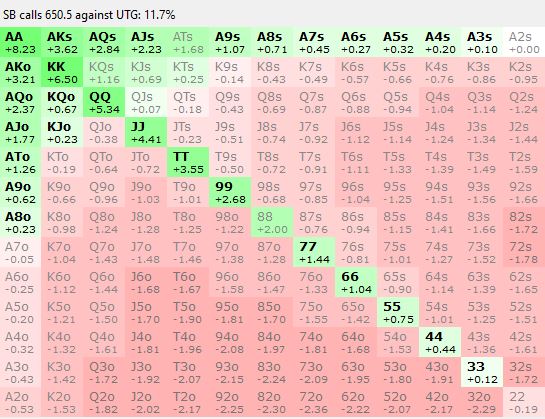 SB calls 650.5 against UTG: 11.7%
AA AKs AQs AJs ATs A9s A8s A7s A6s A5s A4s A3s A2s
+8.23 +3.62 +2.84 +2.23 +1.68 +1.07 +0.71 +0.45 +0.27 +0.32 +0.20 +0.10 +0.00
AKo KK KQs KJs KTs K9s K8s K7s K6s K5s K4s K3s K2s
+3.21 +6.50 +1.16 +0.69 +0.25 -0.14 -0.43 -0.49 -0.57 -0.66 -0.76 -0.86 -0.95
AQo KQo QQ QJs QTs Q9s Q8s Q7s Q6s Q5s Q4s Q3s Q2s
+2.37 +0.67 +5.34 +0.07 -0.18 -0.43 -0.69 -0.87 -0.88 -0.94 -1.04 -1.14 -1.24
AJo KJo QJo JJ JTs J9s J8s J7s J6s J5s J4s J3s J2s
+1.77 +0.23 -0.38 +4.41 -0.23 -0.51 -0.74 -0.92 -1.12 -1.14 -1.24 -1.34 -1.44
ATo KTo QTo JTo TT T9s T8s T7s T6s T5s T4s T3s T2s
+1.26 -0.19 -0.64 -0.72 +3.55 -0.50 -0.72 -0.91 -1.11 -1.33 -1.39 -1.49 -1.59
A9o K9o Q9o J9o T9o 99 98s 97s 96s 95s 94s 93s 92s
+0.62 -0.66 -0.96 -1.03 -1.01 +2.68 -0.68 -0.85 -1.04 -1.25 -1.51 -1.56 -1.66
A8o K8o Q8o J8o T8o 98o 88 87s 86s 85s 84s 83s 82s
+0.23 -0.98 -1.24 -1.28 -1.25 -1.22 +2.00 -0.76 -0.94 -1.15 -1.41 -1.66 -1.72
A7o K7o Q7o J7o T7o 97o 87o 77 76s 75s 74s 73s 72s
-0.05 -1.04 -1.43 -1.48 -1.46 -1.38 -1.28 +1.44 -0.81 -1.01 -1.27 -1.52 -1.78
A6o K6o Q6o J6o T6o 96o 86o 76o 66 65s 64s 63s 62s
-0.25 -1.12 -1.44 -1.68 -1.67 -1.58 -1.47 -1.33 +1.04 -0.90 -1.14 -1.39 -1.65
A5o K5o Q5o J5o T5o 95o 85o 75o 65o 55 54s 53s 52s
-0.20 -1.21 -1.50 -1.70 -1.90 -1.81 -1.70 -1.55 -1.42 +0.75 -1.01 -1.25 -1.51
A4o K4o Q4o J4o T4o 94o 84o 74o 64o 54o 44 43s 42s
-0.32 -1.32 -1.61 -1.81 -1.96 -2.08 -1.97 -1.81 -1.68 -1.53 +0.44 -1.36 -1.61
A3o K3o Q3o J3o T3o 93o 83o 73o 63o 53o 43o 33 32s
-0.43 -1.42 -1.72 -1.92 -2.07 -2.15 -2.24 -2.09 -1.95 -1.80 -1.91 +0.12 -1.72
A2o K2o Q2o J2o T2o 92o 82o 72o 62o 52o 42o 32o 22
-0.53 -1.53 -1.82 -2.02 -2.17 -2.25 -2.30 -2.36 -2.22 -2.07 -2.17 -2.29 -0.19